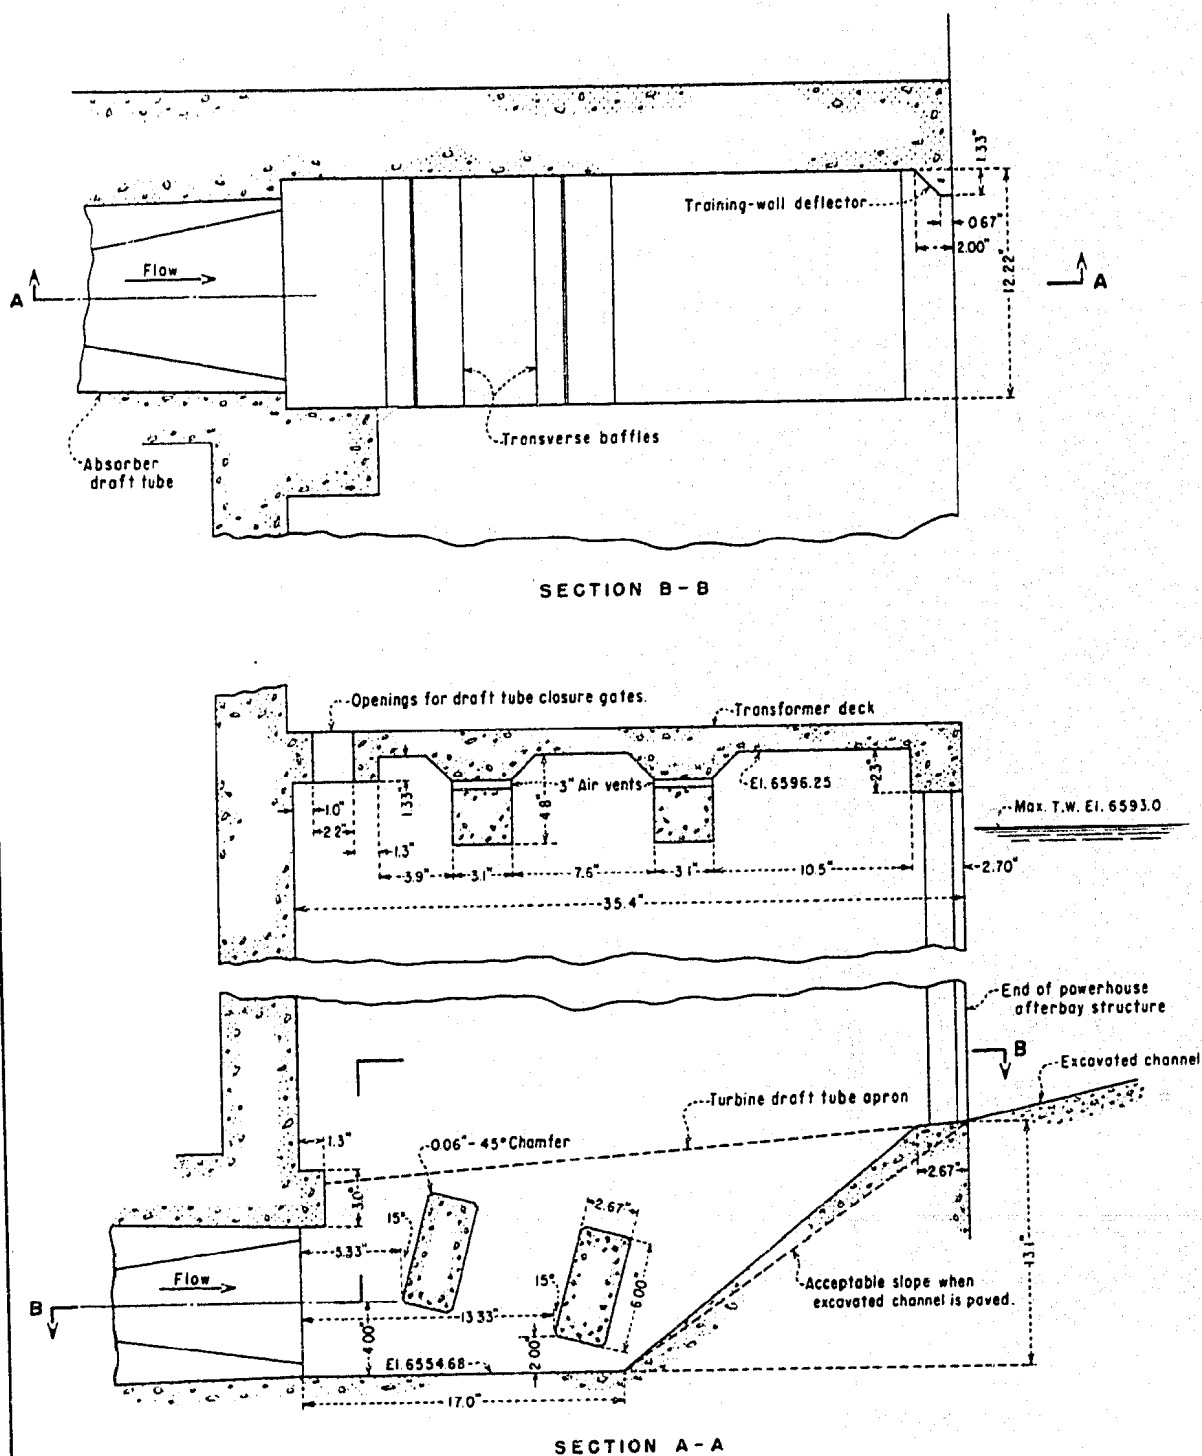 1.33"
Training-wall deflector
0.67"
2.00"
12.22"
Flow
A
A
Transverse baffles
Absorber
draft tube
SECTION B-B
Openings for draft tube closure gates.
Transformer deck
3" Air vents
El. 6596.25
2.3"
1.33"
4.8"
1.0"
2.2"
1.3"
Max. T.W. El. 6593.0
3.9"
3.1"
7.6"
3.1"
10.5"
2.70"
35.4"
End of powerhouse
afterbay structure
B
Excavated channel
Turbine draft tube apron
1.3"
0.06"-45° Chamfer
3.0"
2.67"
2.67"
15°
5.33"
15°
6.00"
13.1"
Flow
Acceptable slope when
excavated channel is paved.
B
13.33"
4.00"
2.00"
El. 6554.68
17.0"
SECTION A-A